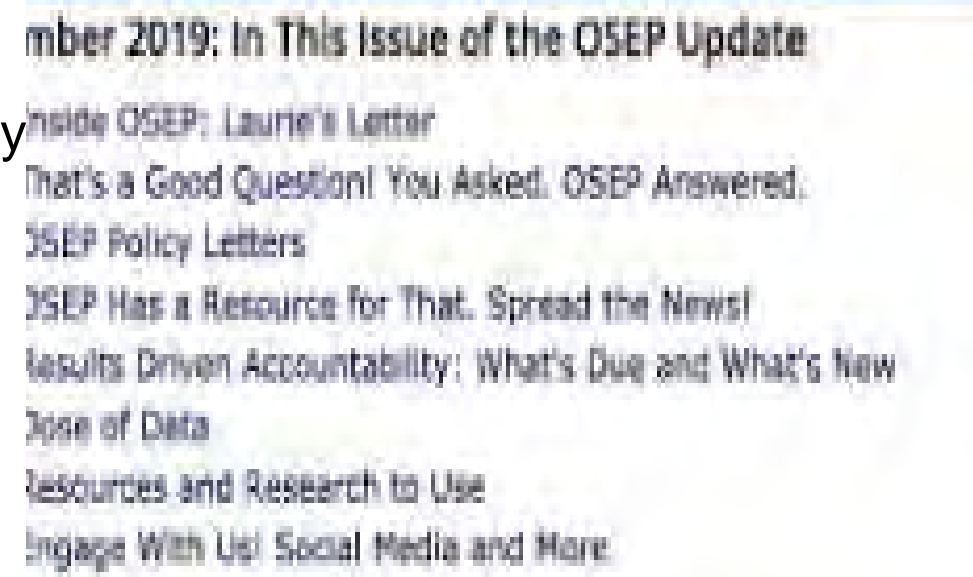 mber 2019: In This Issue of the OSEP Update
y
nside OSEP: Laurie's Letter
That's a Good Question! You Asked. OSEP Answered.
OSEP Policy Letters
OSEP Has a Resource for That. Spread the News!
Results Driven Accountability: What's Due and What's New
Dose of Data
Resources and Research to Use
Engage With Us! Social Media and More